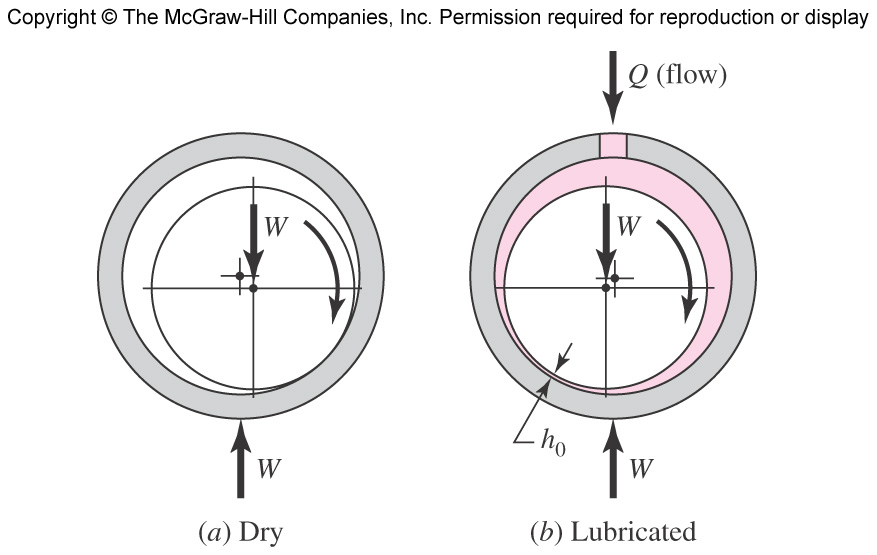 Copyright © The McGraw-Hill Companies, Inc. Permission required for reproduction or display
Q (flow)
W
W
h0
W
W
(a) Dry
(b) Lubricated